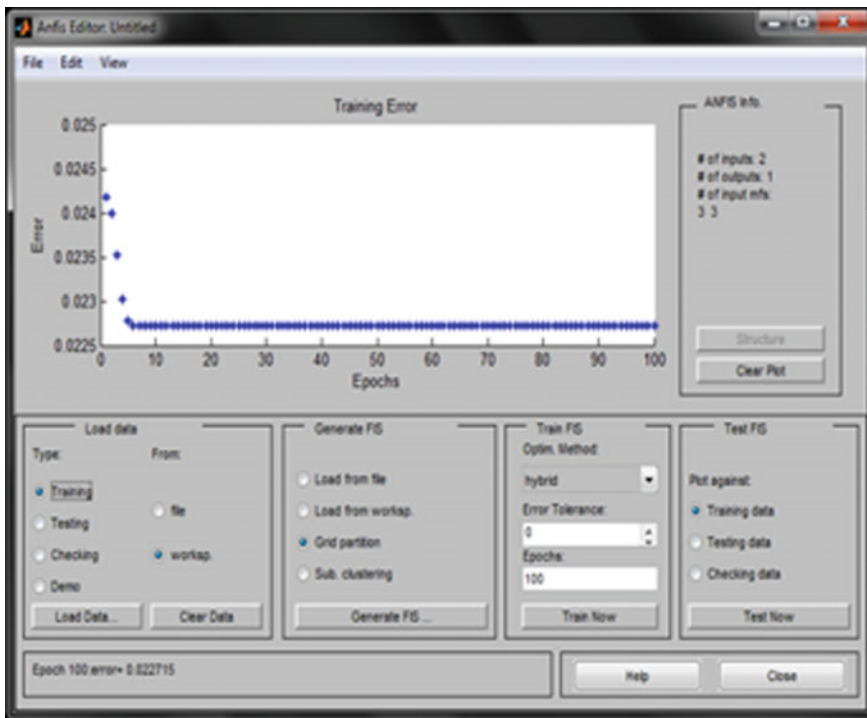 Anfis Editor: Untitled
File Edit View
Training Error
0.025
0.0245
0.024
0.0235
0.023
0.0225
Error
0 10 20 30 40 50 60 70 80 90 100
Epochs
ANFIS Info.
# of inputs: 2
# of outputs: 1
# of input mfs:
3 3
Structure
Clear Plot
Load data
Type: From:
Training
file
Testing
Checking
worksp.
Demo
Load Data... Clear Data
Generate FIS
Load from file
Load from worksp.
Grid partition
Sub. clustering
Generate FIS ...
Train FIS
Optim. Method:
hybrid
Error Tolerance:
0
Epochs:
100
Train Now
Test FIS
Plot against:
Training data
Testing data
Checking data
Test Now
Epoch 100:error= 0.022715
Help Close